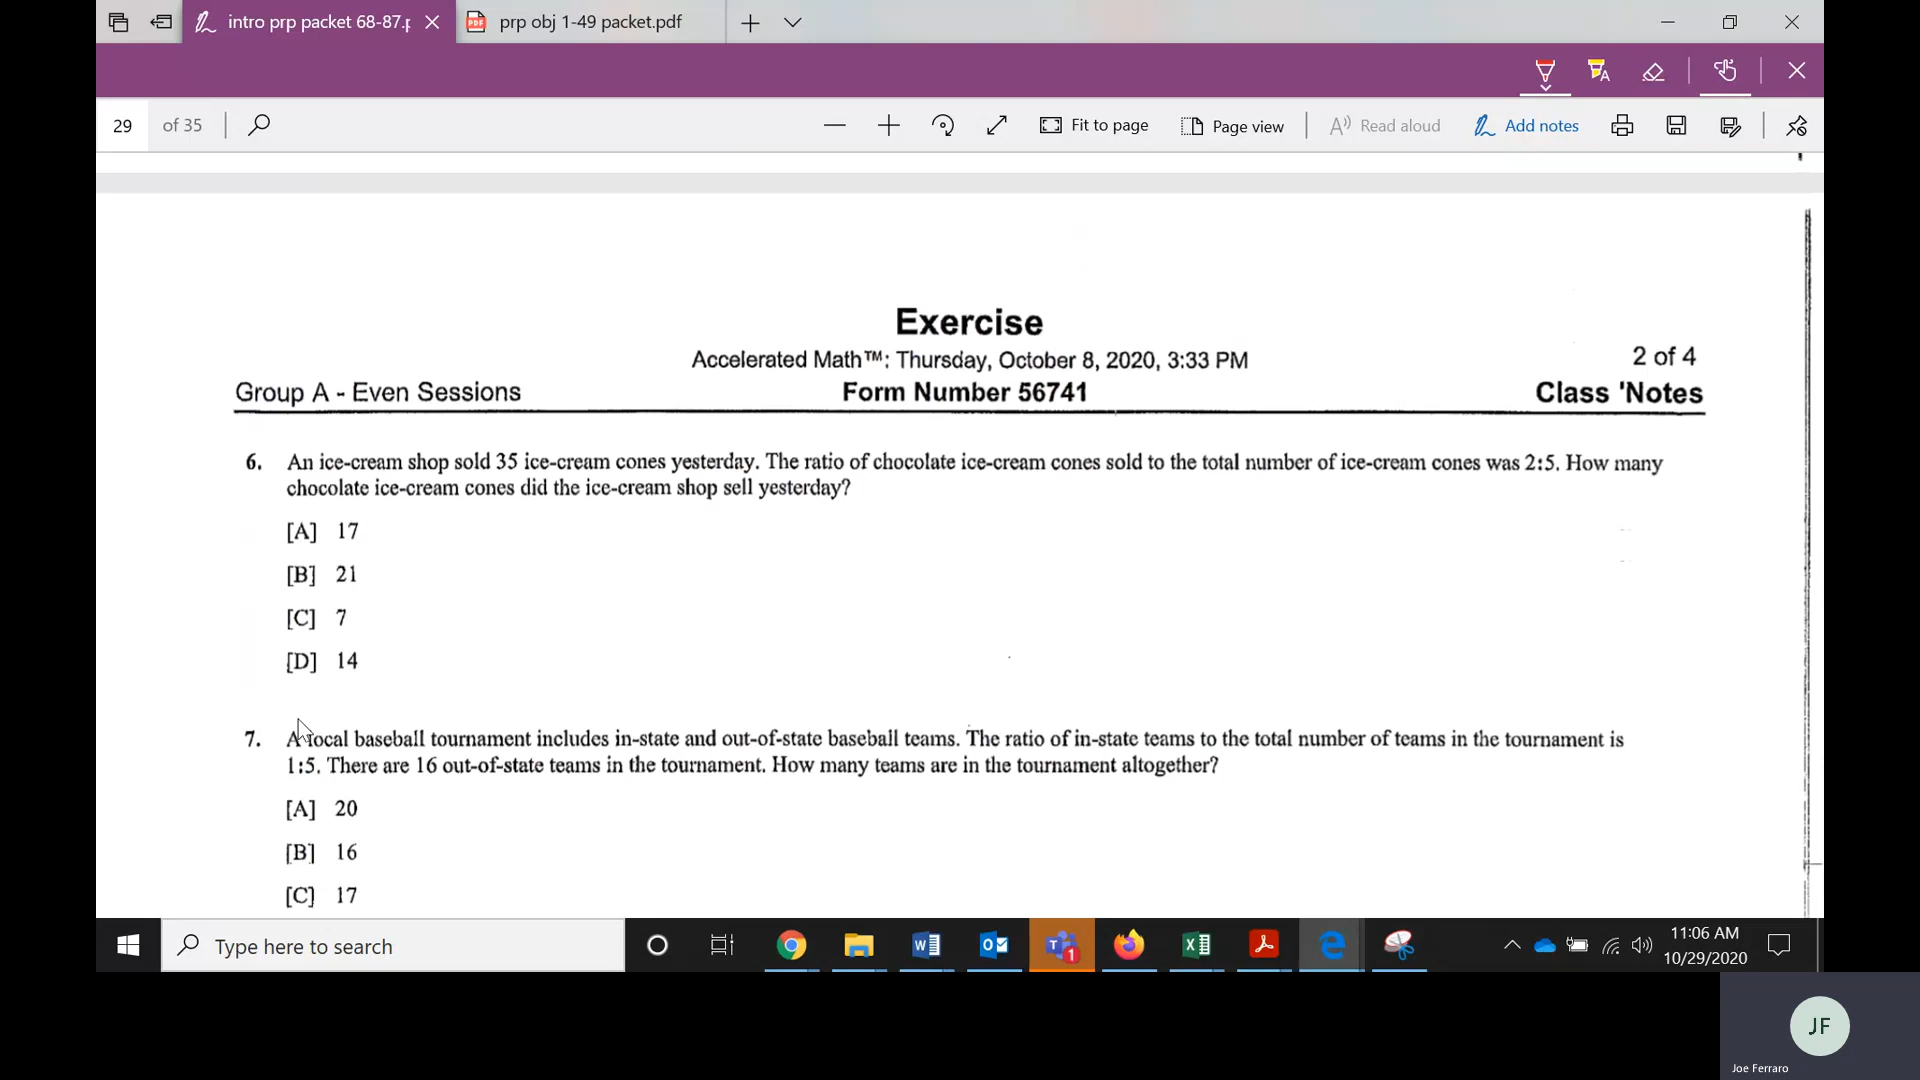 intro prp packet 68-87.p
prp obj 1-49 packet.pdf
29 of 35
Fit to page
Page view
Read aloud
Add notes
Exercise
Accelerated Math™: Thursday, October 8, 2020, 3:33 PM
2 of 4
Group A - Even Sessions
Form Number 56741
Class 'Notes
6. An ice-cream shop sold 35 ice-cream cones yesterday. The ratio of chocolate ice-cream cones sold to the total number of ice-cream cones was 2:5. How many
chocolate ice-cream cones did the ice-cream shop sell yesterday?
[A] 17
[B] 21
[C] 7
[D] 14
7. A local baseball tournament includes in-state and out-of-state baseball teams. The ratio of in-state teams to the total number of teams in the tournament is
1:5. There are 16 out-of-state teams in the tournament. How many teams are in the tournament altogether?
[A] 20
[B] 16
[C] 17
Type here to search
11:06 AM
10/29/2020
JF
Joe Ferraro